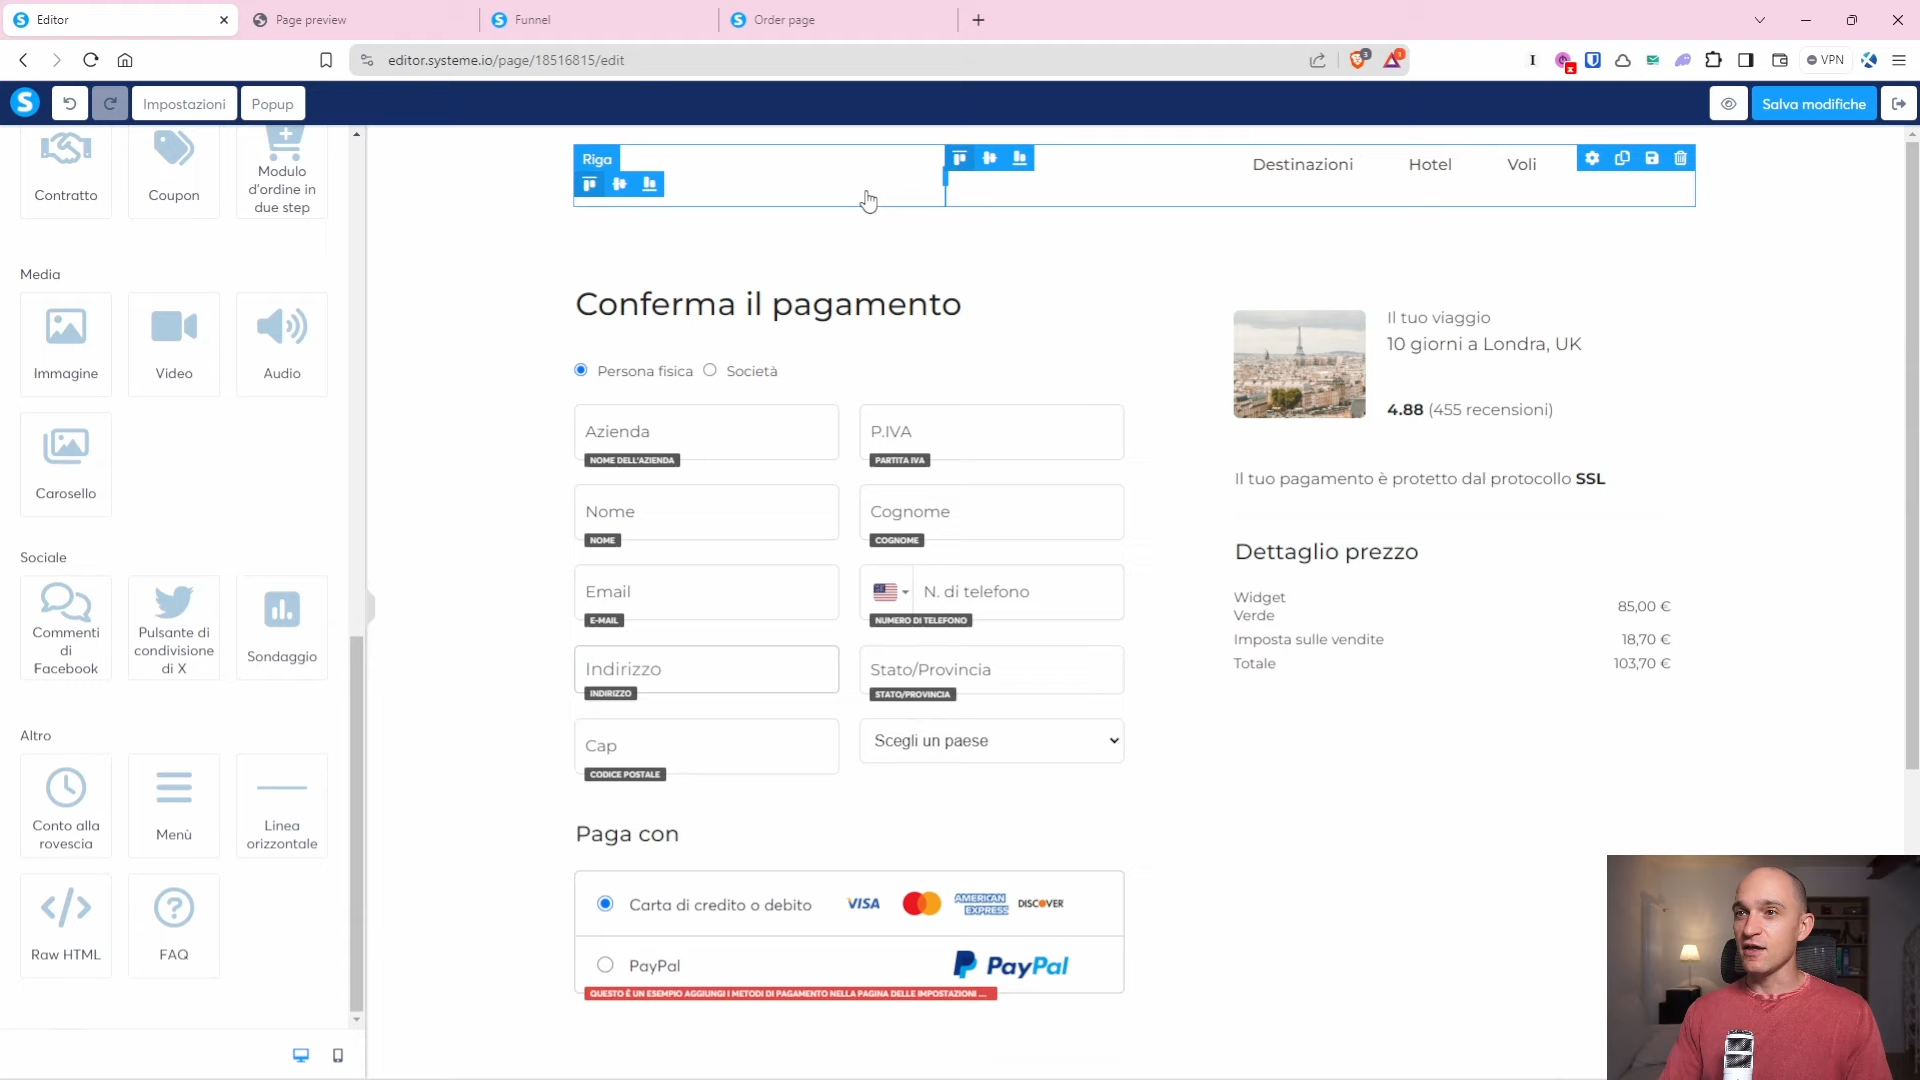 Editor
Page preview
Funnel
Order page
editor.systeme.io/page/18516815/edit
3
1
VPN
Impostazioni
Popup
Salva modifiche
Contratto
Coupon
Modulo
d'ordine in
due step
Media
Immagine
Video
Audio
Carosello
Sociale
Commenti
di
Facebook
Pulsante di
condivisione
di X
Sondaggio
Altro
Conto alla
rovescia
Menù
Linea
orizzontale
Raw HTML
FAQ
Riga
Destinazioni
Hotel
Voli
Conferma il pagamento
Persona fisica
Società
Azienda
NOME DELL'AZIENDA
P.IVA
PARTITA IVA
Nome
NOME
Cognome
COGNOME
Email
E-MAIL
N. di telefono
NUMERO DI TELEFONO
Indirizzo
INDIRIZZO
Stato/Provincia
STATO/PROVINCIA
Cap
CODICE POSTALE
Scegli un paese
Paga con
Carta di credito o debito
VISA
AMERICAN
EXPRESS
DISCOVER
PayPal
PayPal
QUESTO È UN ESEMPIO AGGIUNGI I METODI DI PAGAMENTO NELLA PAGINA DELLE IMPOSTAZIONI ...
Il tuo viaggio
10 giorni a Londra, UK
4.88 (455 recensioni)
Il tuo pagamento è protetto dal protocollo SSL
Dettaglio prezzo
Widget
Verde
85,00 €
Imposta sulle vendite
18,70 €
Totale
103,70 €